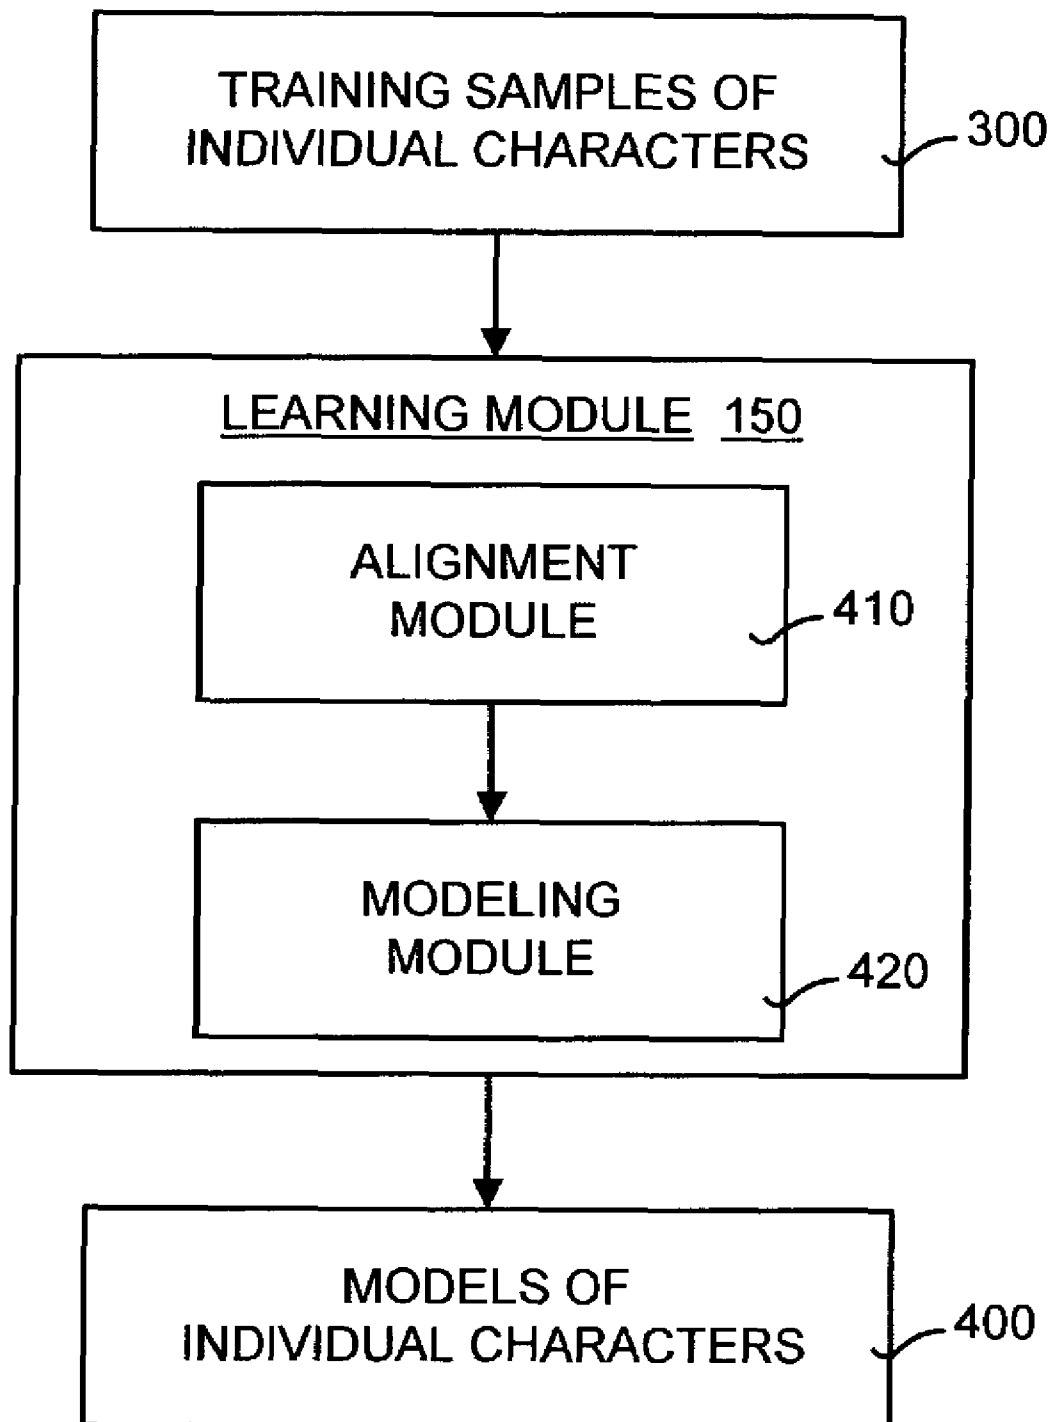 TRAINING SAMPLES OF
INDIVIDUAL CHARACTERS
300
LEARNING MODULE 150
ALIGNMENT
MODULE
410
MODELING
MODULE
420
MODELS OF
INDIVIDUAL CHARACTERS
400